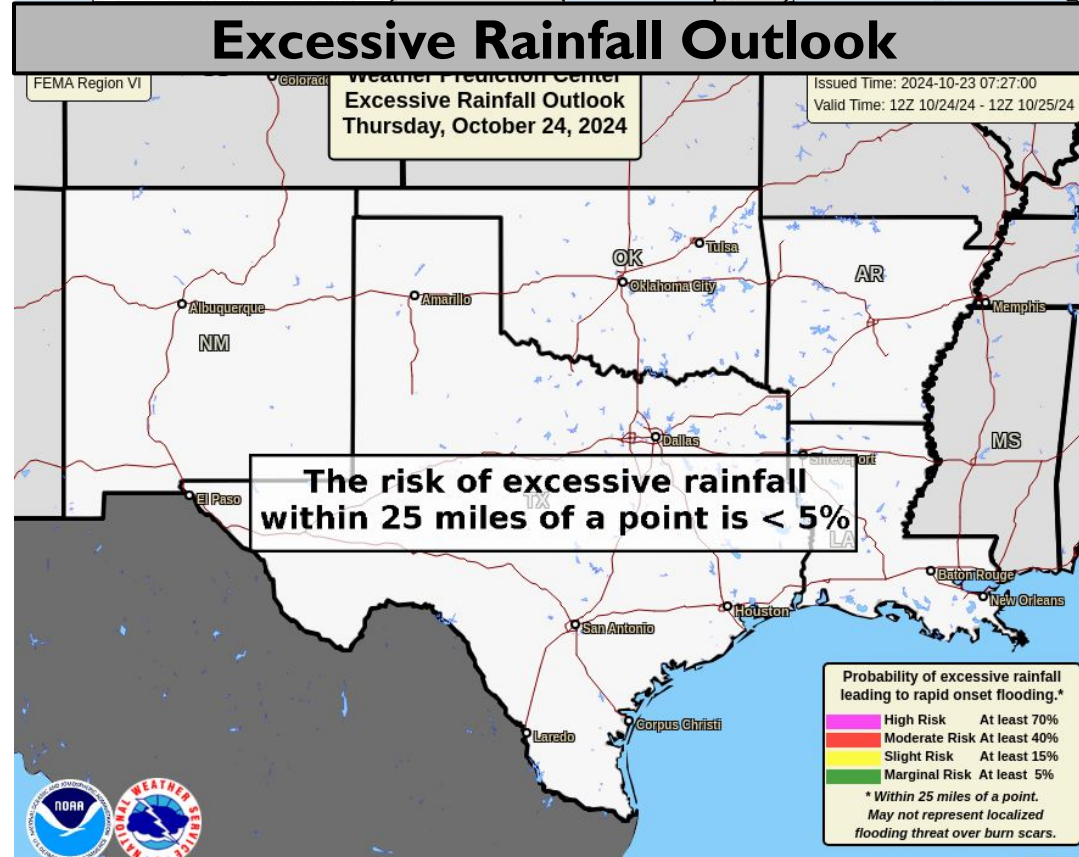 Excessive Rainfall Outlook
FEMA Region VI
Weather Prediction Center
Excessive Rainfall Outlook
Thursday, October 24, 2024
Issued Time: 2024-10-23 07:27:00
Valid Time: 12Z 10/24/24 - 12Z 10/25/24
Colorado
Tulsa
OK
Oklahoma City
AR
Amarillo
Albuquerque
Memphis
NM
Dallas
MS
Shreveport
El Paso
The risk of excessive rainfall
within 25 miles of a point is < 5%
TX
LA
Baton Rouge
New Orleans
Houston
San Antonio
Corpus Christi
Laredo
Probability of excessive rainfall
leading to rapid onset flooding.*
High Risk At least 70%
Moderate Risk At least 40%
Slight Risk At least 15%
Marginal Risk At least 5%
* Within 25 miles of a point.
May not represent localized
flooding threat over burn scars.
NOAA
NATIONAL WEATHER SERVICE